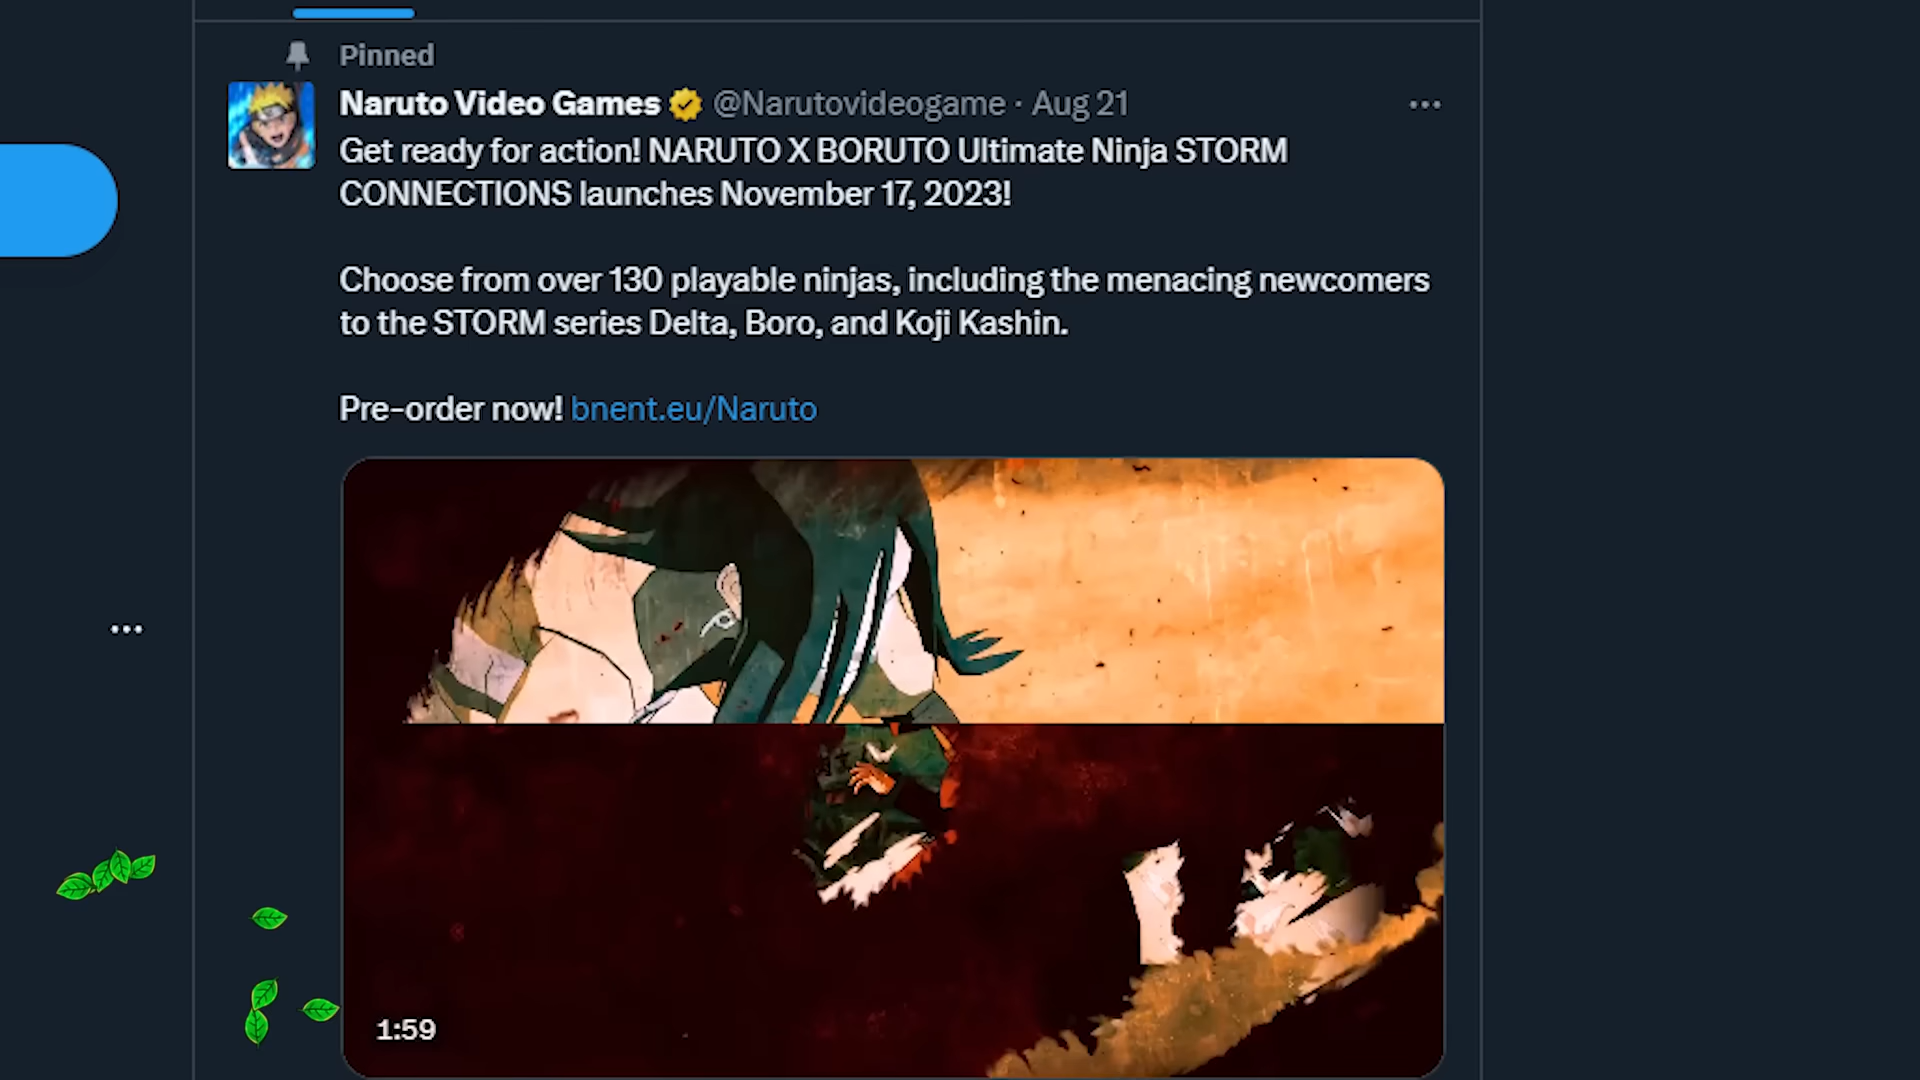 Pinned
Naruto Video Games @Narutovideogame · Aug 21
Get ready for action! NARUTO X BORUTO Ultimate Ninja STORM
CONNECTIONS launches November 17, 2023!
Choose from over 130 playable ninjas, including the menacing newcomers
to the STORM series Delta, Boro, and Koji Kashin.
Pre-order now! bnent.eu/Naruto
1:59